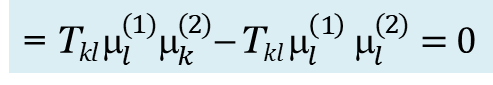 = T_{kl}μ_l^{(1)}μ_k^{(2)} − T_{kl}μ_l^{(1)} μ_l^{(2)} = 0